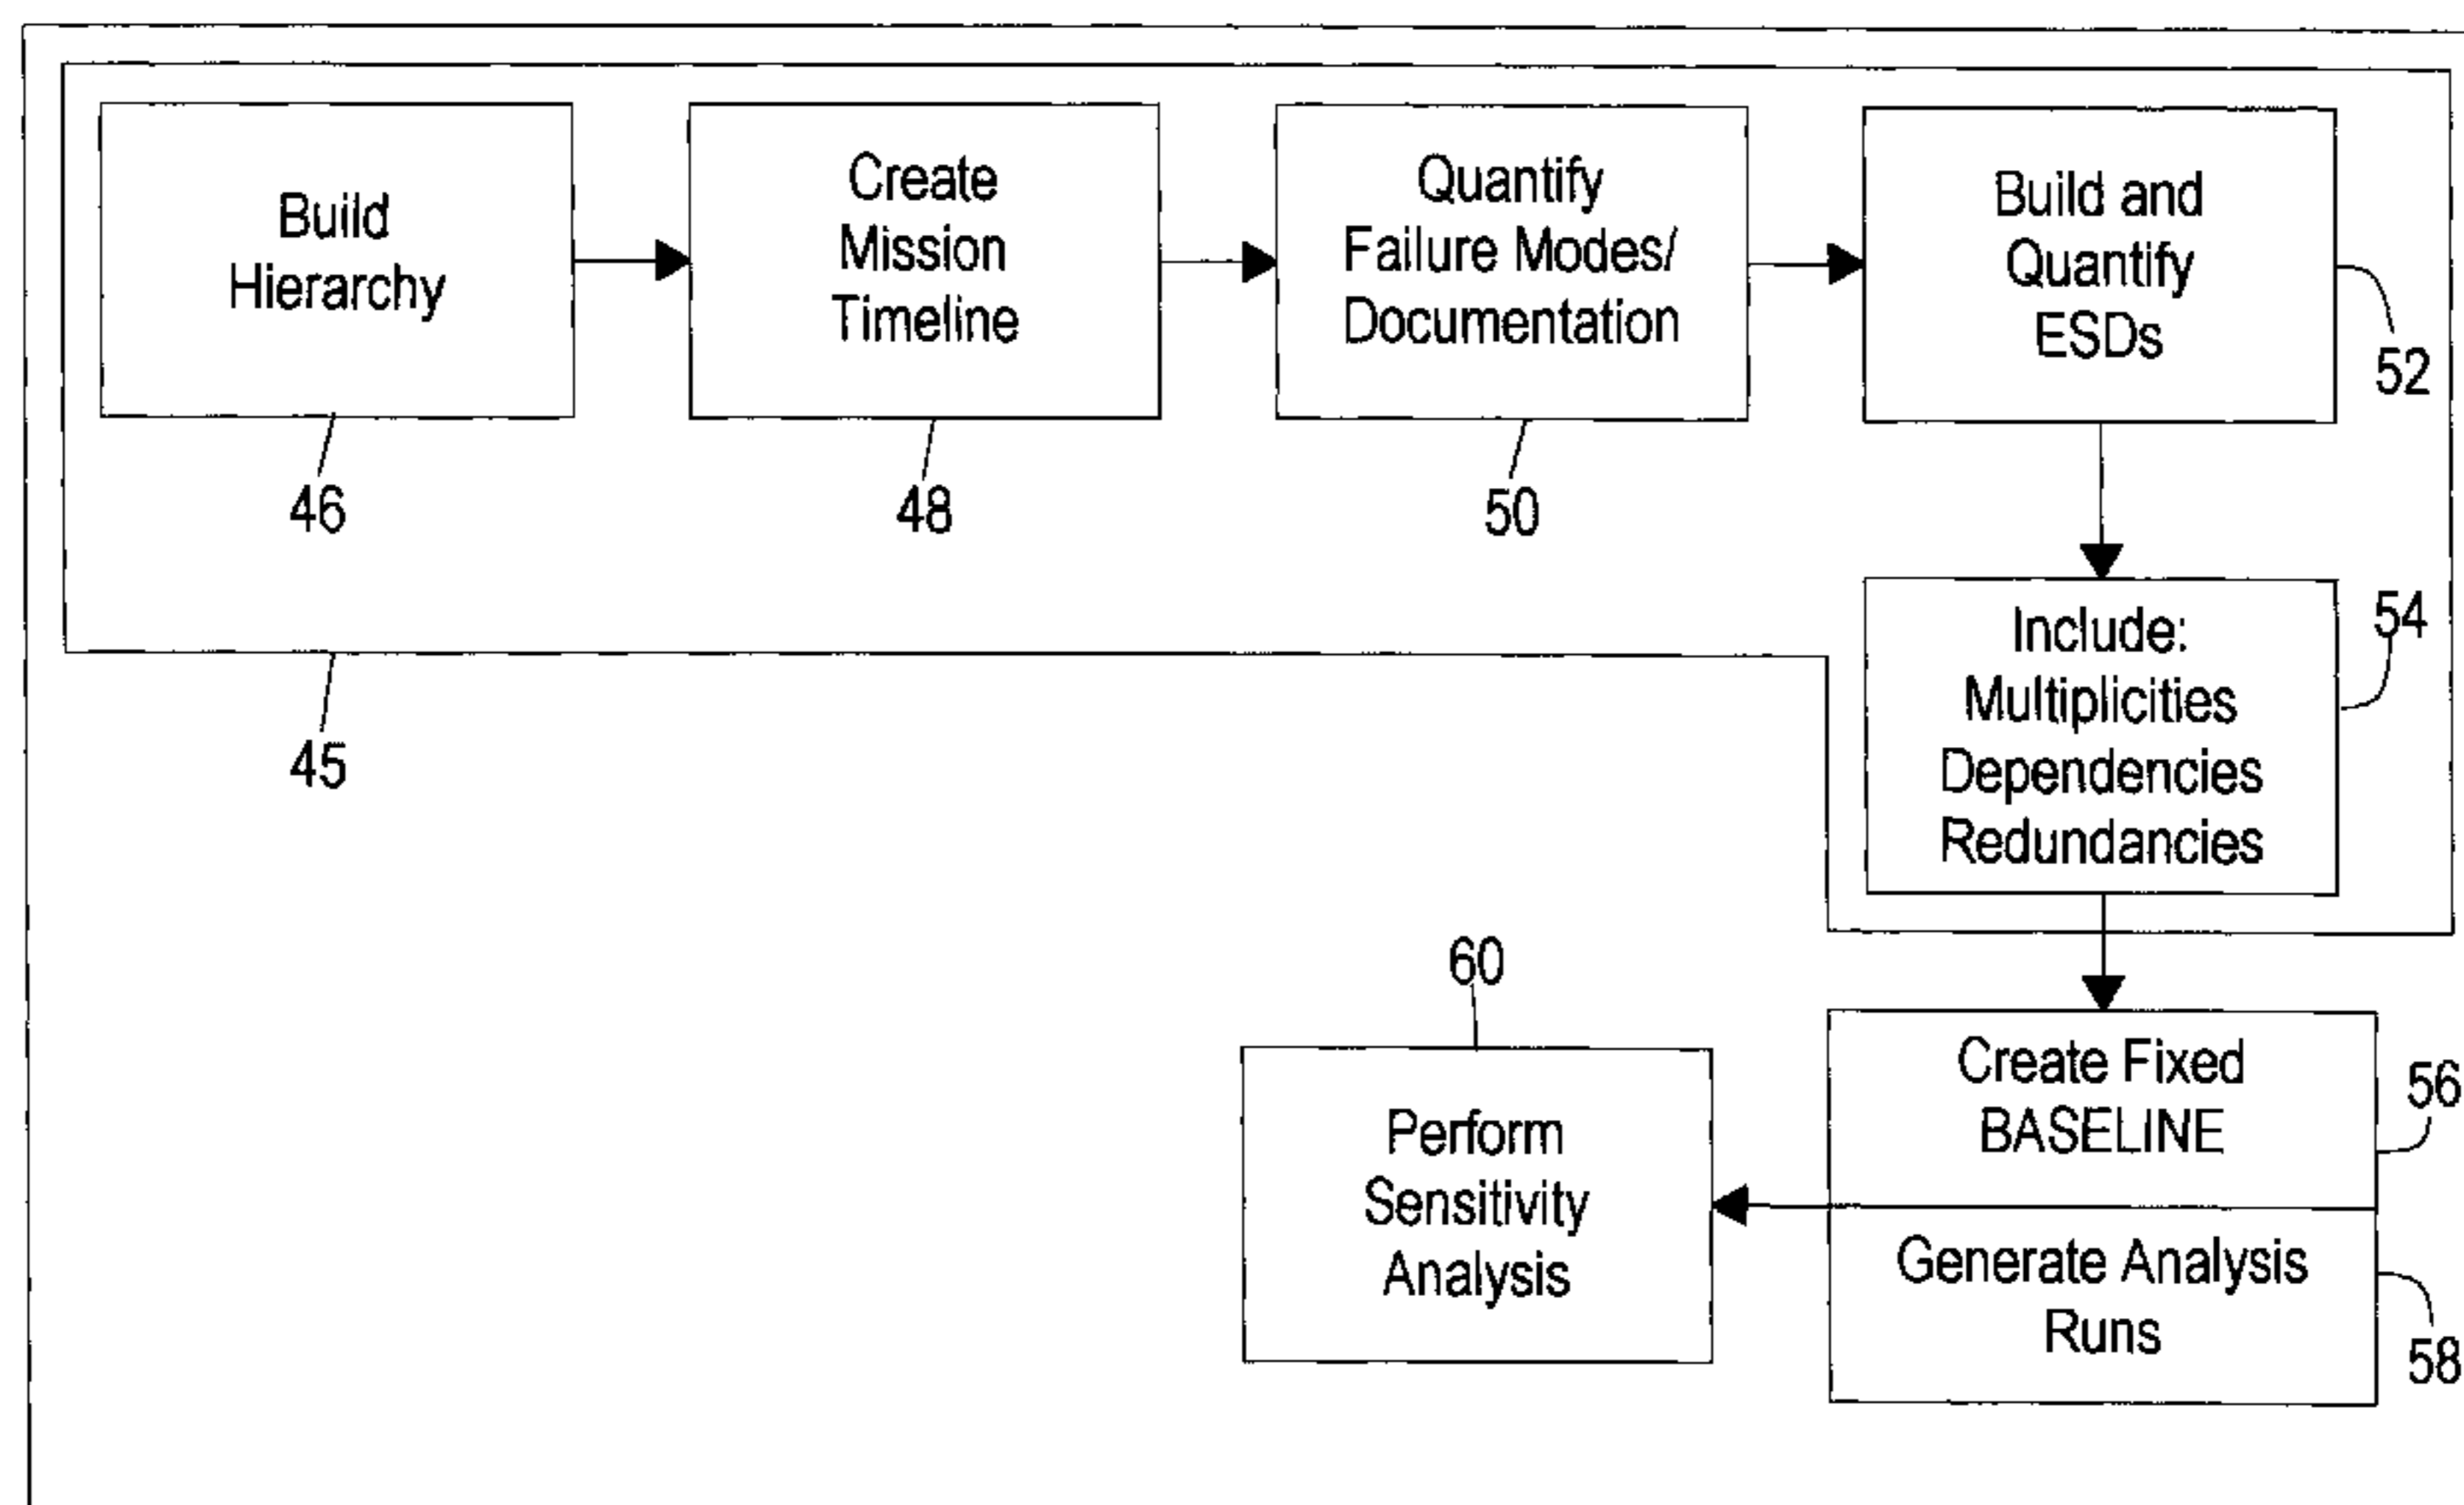 Build
Hierarchy
46
Create
Mission
Timeline
48
Quantify
Failure Modes/
Documentation
50
Build and
Quantify
ESDs
52
Include:
Multiplicities
Dependencies
Redundancies
54
45
Create Fixed
BASELINE
56
Generate Analysis
Runs
58
60
Perform
Sensitivity
Analysis